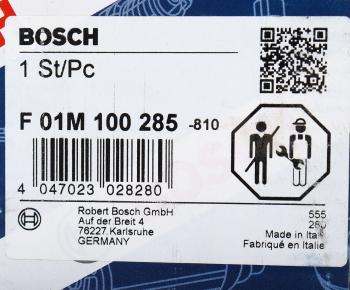 BOSCH
1 St/Pc
F 01M 100 285 -810
4 047023 028280
Robert Bosch GmbH
Auf der Breit 4
76227 Karlsruhe
GERMANY
555
Made in
Fabriqué en Italie